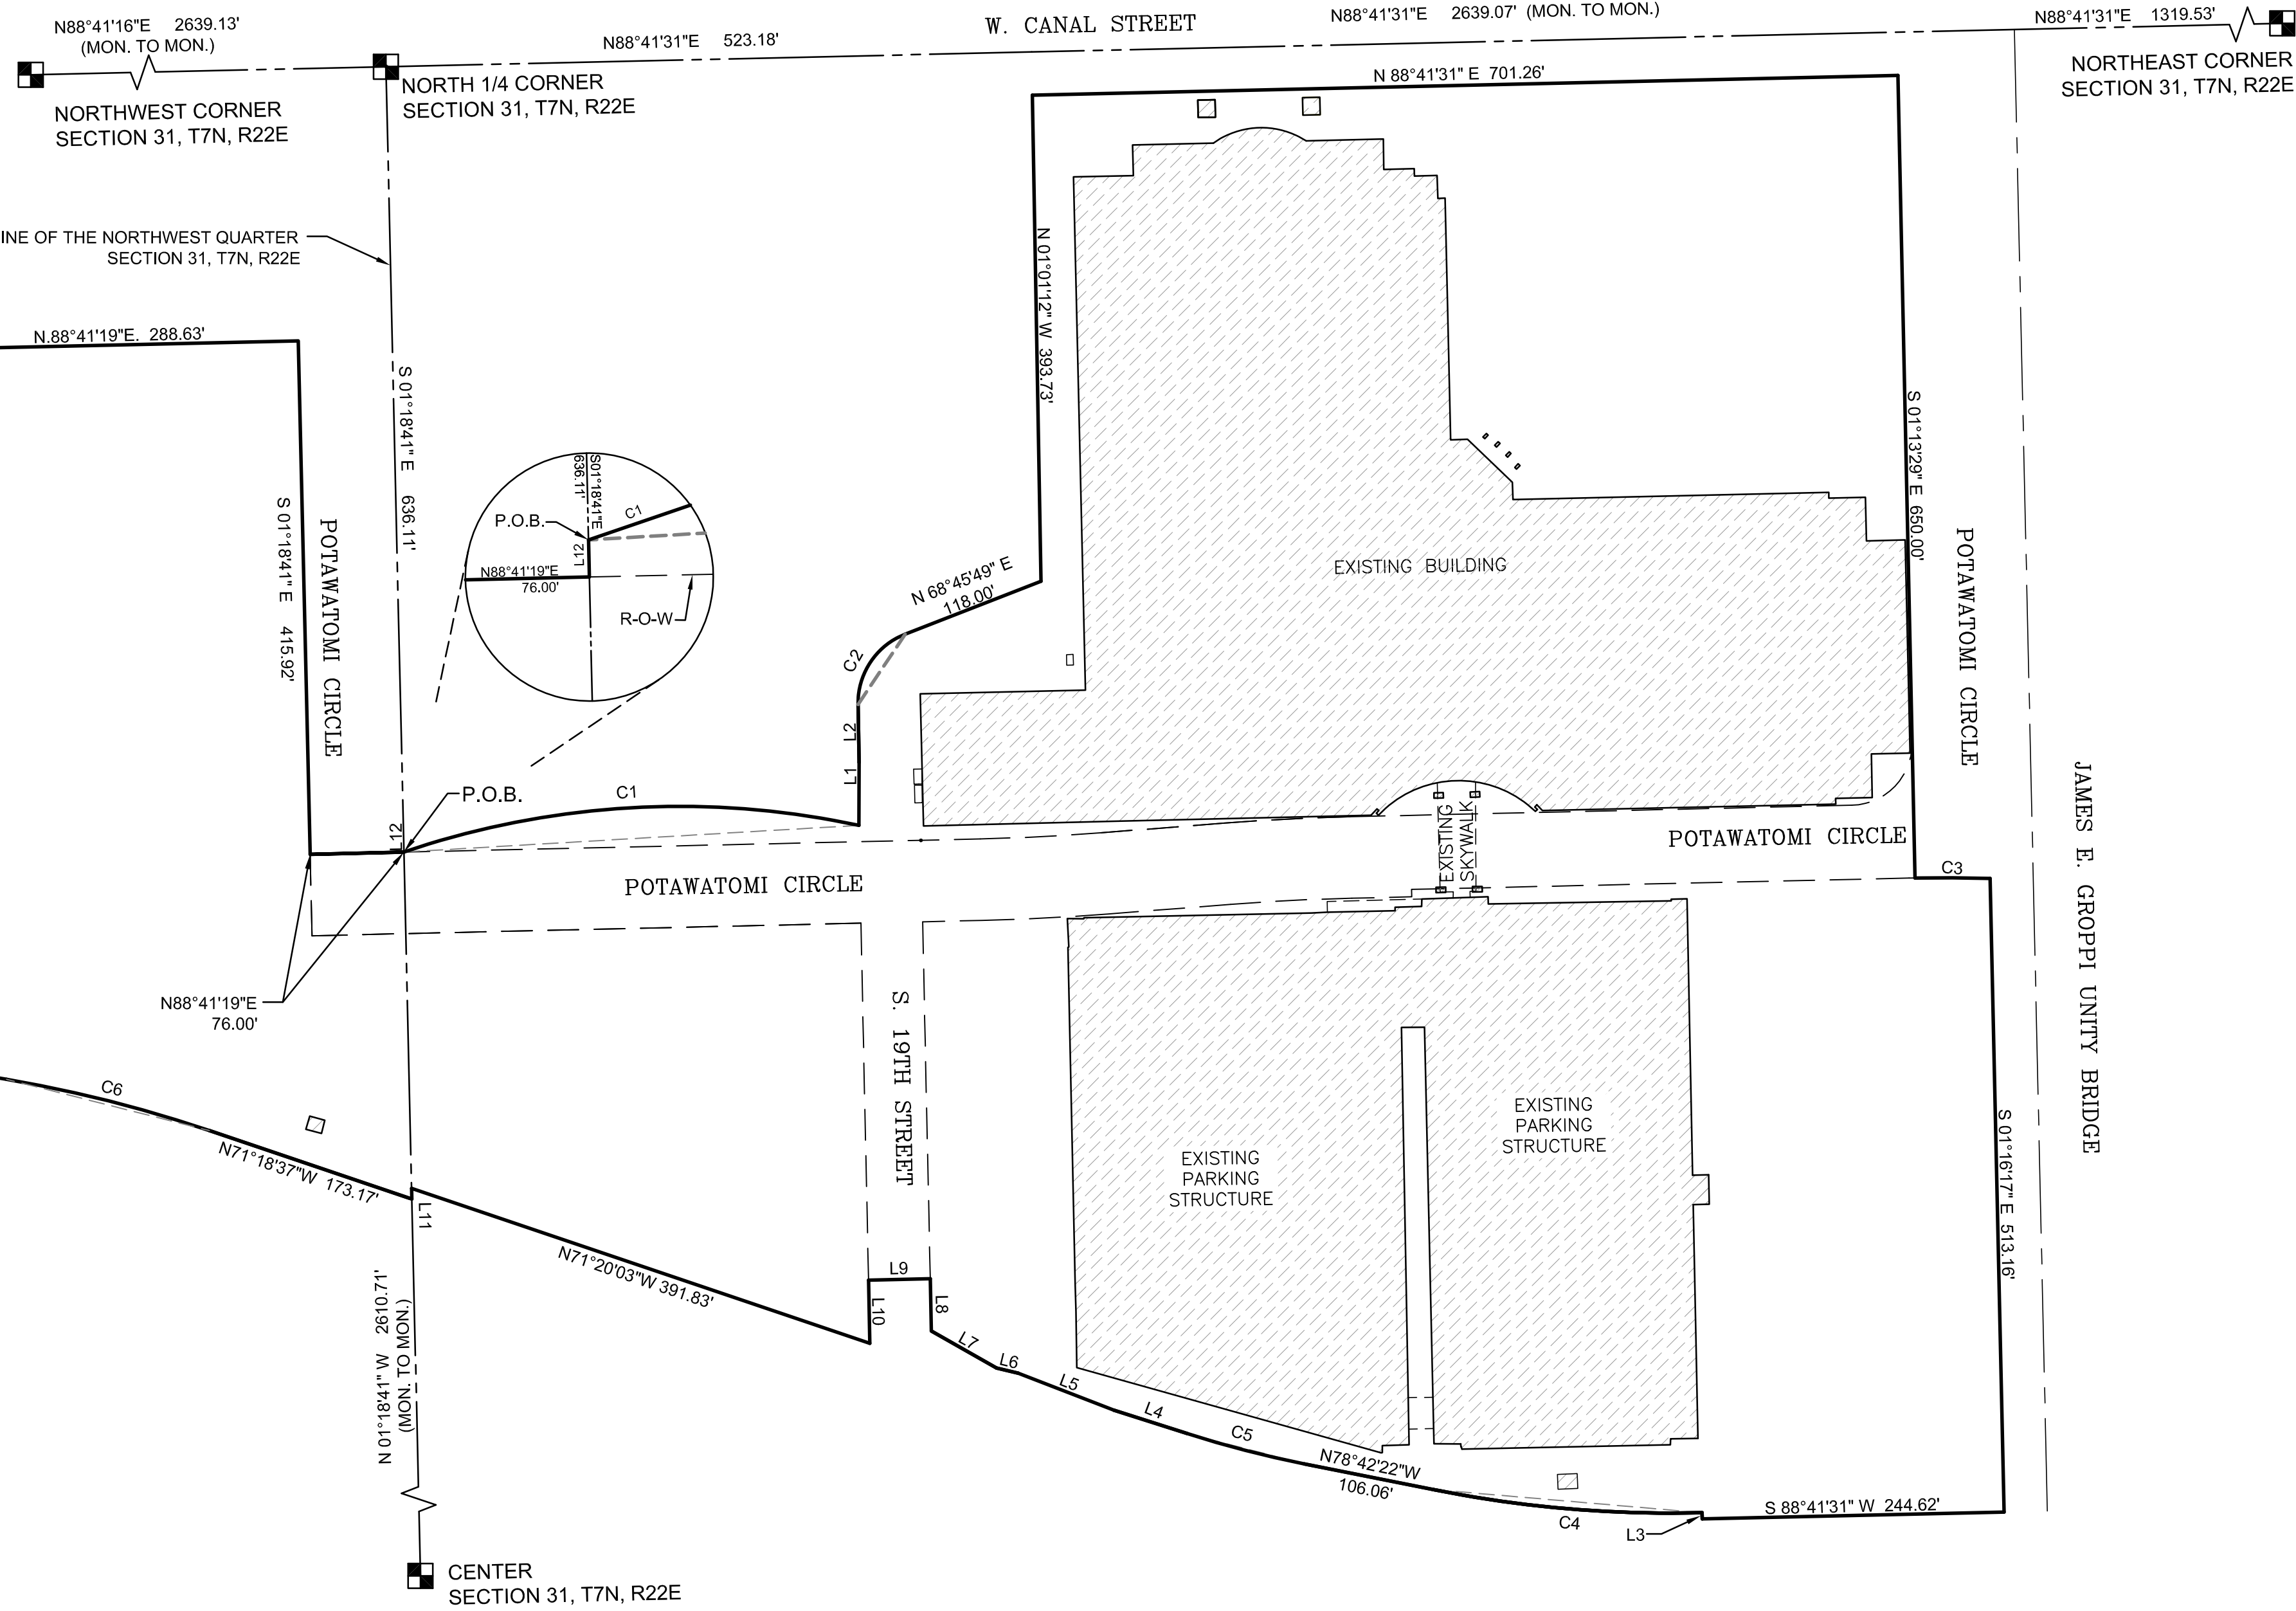 N88°41'16"E 2639.13'
(MON. TO MON.)
N88°41'31"E 523.18'
W. CANAL STREET
N88°41'31"E 2639.07' (MON. TO MON.)
N88°41'31"E 1319.53'
NORTHWEST CORNER
SECTION 31, T7N, R22E
NORTH 1/4 CORNER
SECTION 31, T7N, R22E
N 88°41'31" E 701.26'
NORTHEAST CORNER
SECTION 31, T7N, R22E
INE OF THE NORTHWEST QUARTER
SECTION 31, T7N, R22E
N.88°41'19"E. 288.63'
S 01°18'41" E 636.11'
N 01°01'12" W 393.73'
S 01°13'29" E 650.00'
S 01°18'41" E 415.92'
POTAWATOMI CIRCLE
S01°18'41"E
636.11'
C1
P.O.B.
L12
N88°41'19"E
76.00'
R-O-W
N 68°45'49" E
118.00'
C2
L2
L1
EXISTING BUILDING
POTAWATOMI CIRCLE
JAMES E. GROPPI UNITY BRIDGE
C1
P.O.B.
L12
EXISTING
SKYWALK
POTAWATOMI CIRCLE
C3
POTAWATOMI CIRCLE
N88°41'19"E
76.00'
S. 19TH STREET
C6
N71°18'37"W 173.17'
L11
N71°20'03"W 391.83'
L9
L10
L8
L7
L6
L5
L4
C5
N78°42'22"W
106.06'
C4
L3
S 88°41'31" W 244.62'
S 01°16'17" E 513.16'
EXISTING
PARKING
STRUCTURE
EXISTING
PARKING
STRUCTURE
N 01°18'41" W 2610.71'
(MON. TO MON.)
CENTER
SECTION 31, T7N, R22E